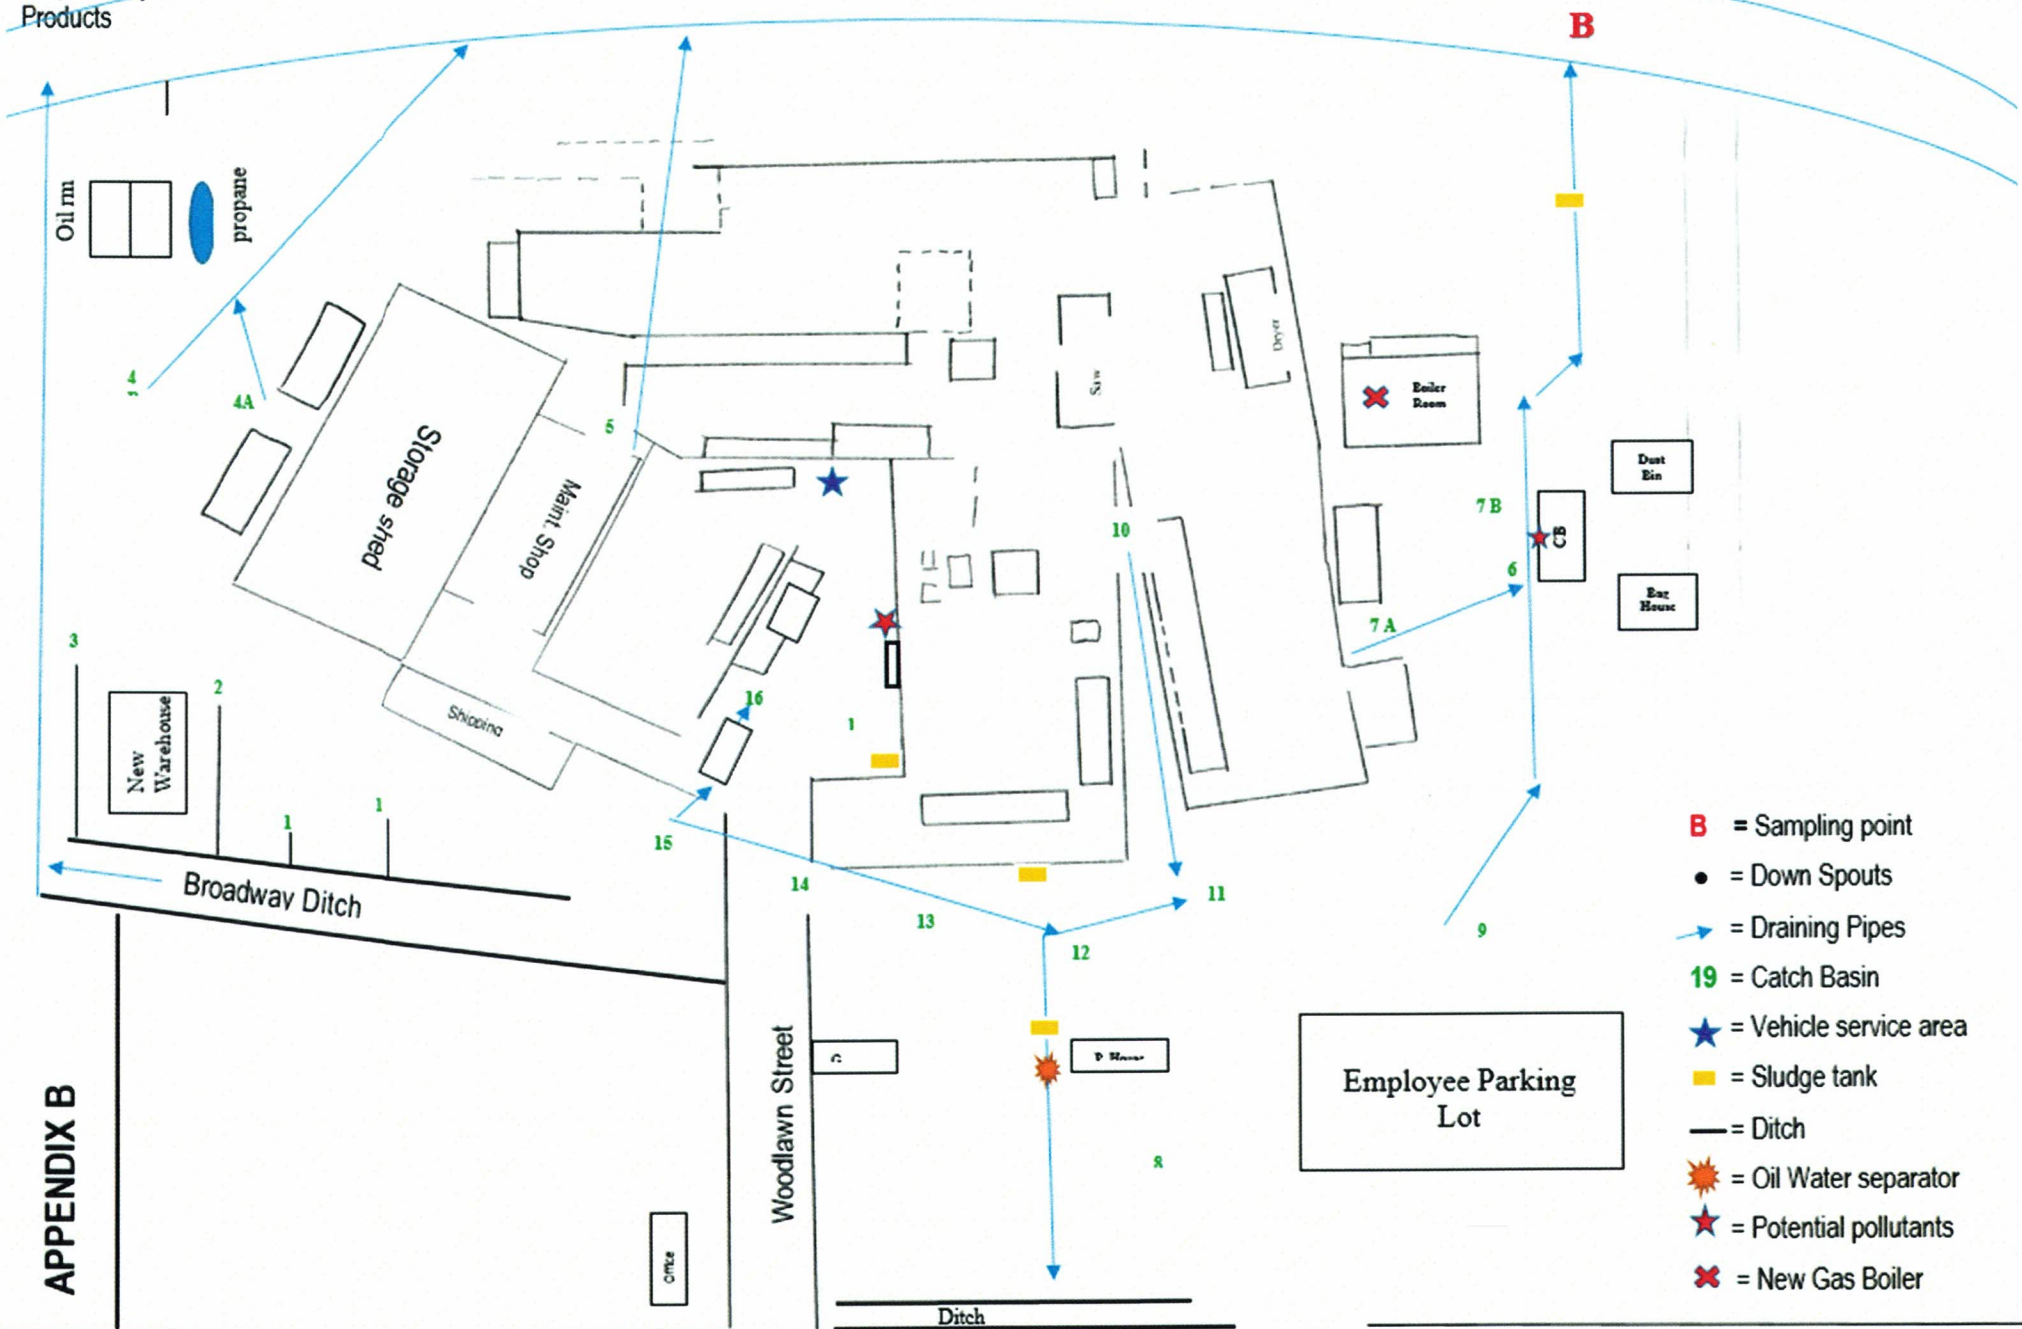 Products
B
Oil rm
propane
4
4A
5
Storage shed
Maint. Shop
Shipping
Saw
Dryer
Boiler
Room
10
7 B
6
7 A
CB
Dust
Bin
Bag
House
3
2
New
Warehouse
1
1
16
1
15
14
13
12
11
9
8
Broadway Ditch
Woodlawn Street
P. House
Employee Parking
Lot
Office
Ditch
APPENDIX B
B = Sampling point
= Down Spouts
= Draining Pipes
19 = Catch Basin
= Vehicle service area
= Sludge tank
= Ditch
= Oil Water separator
= Potential pollutants
= New Gas Boiler